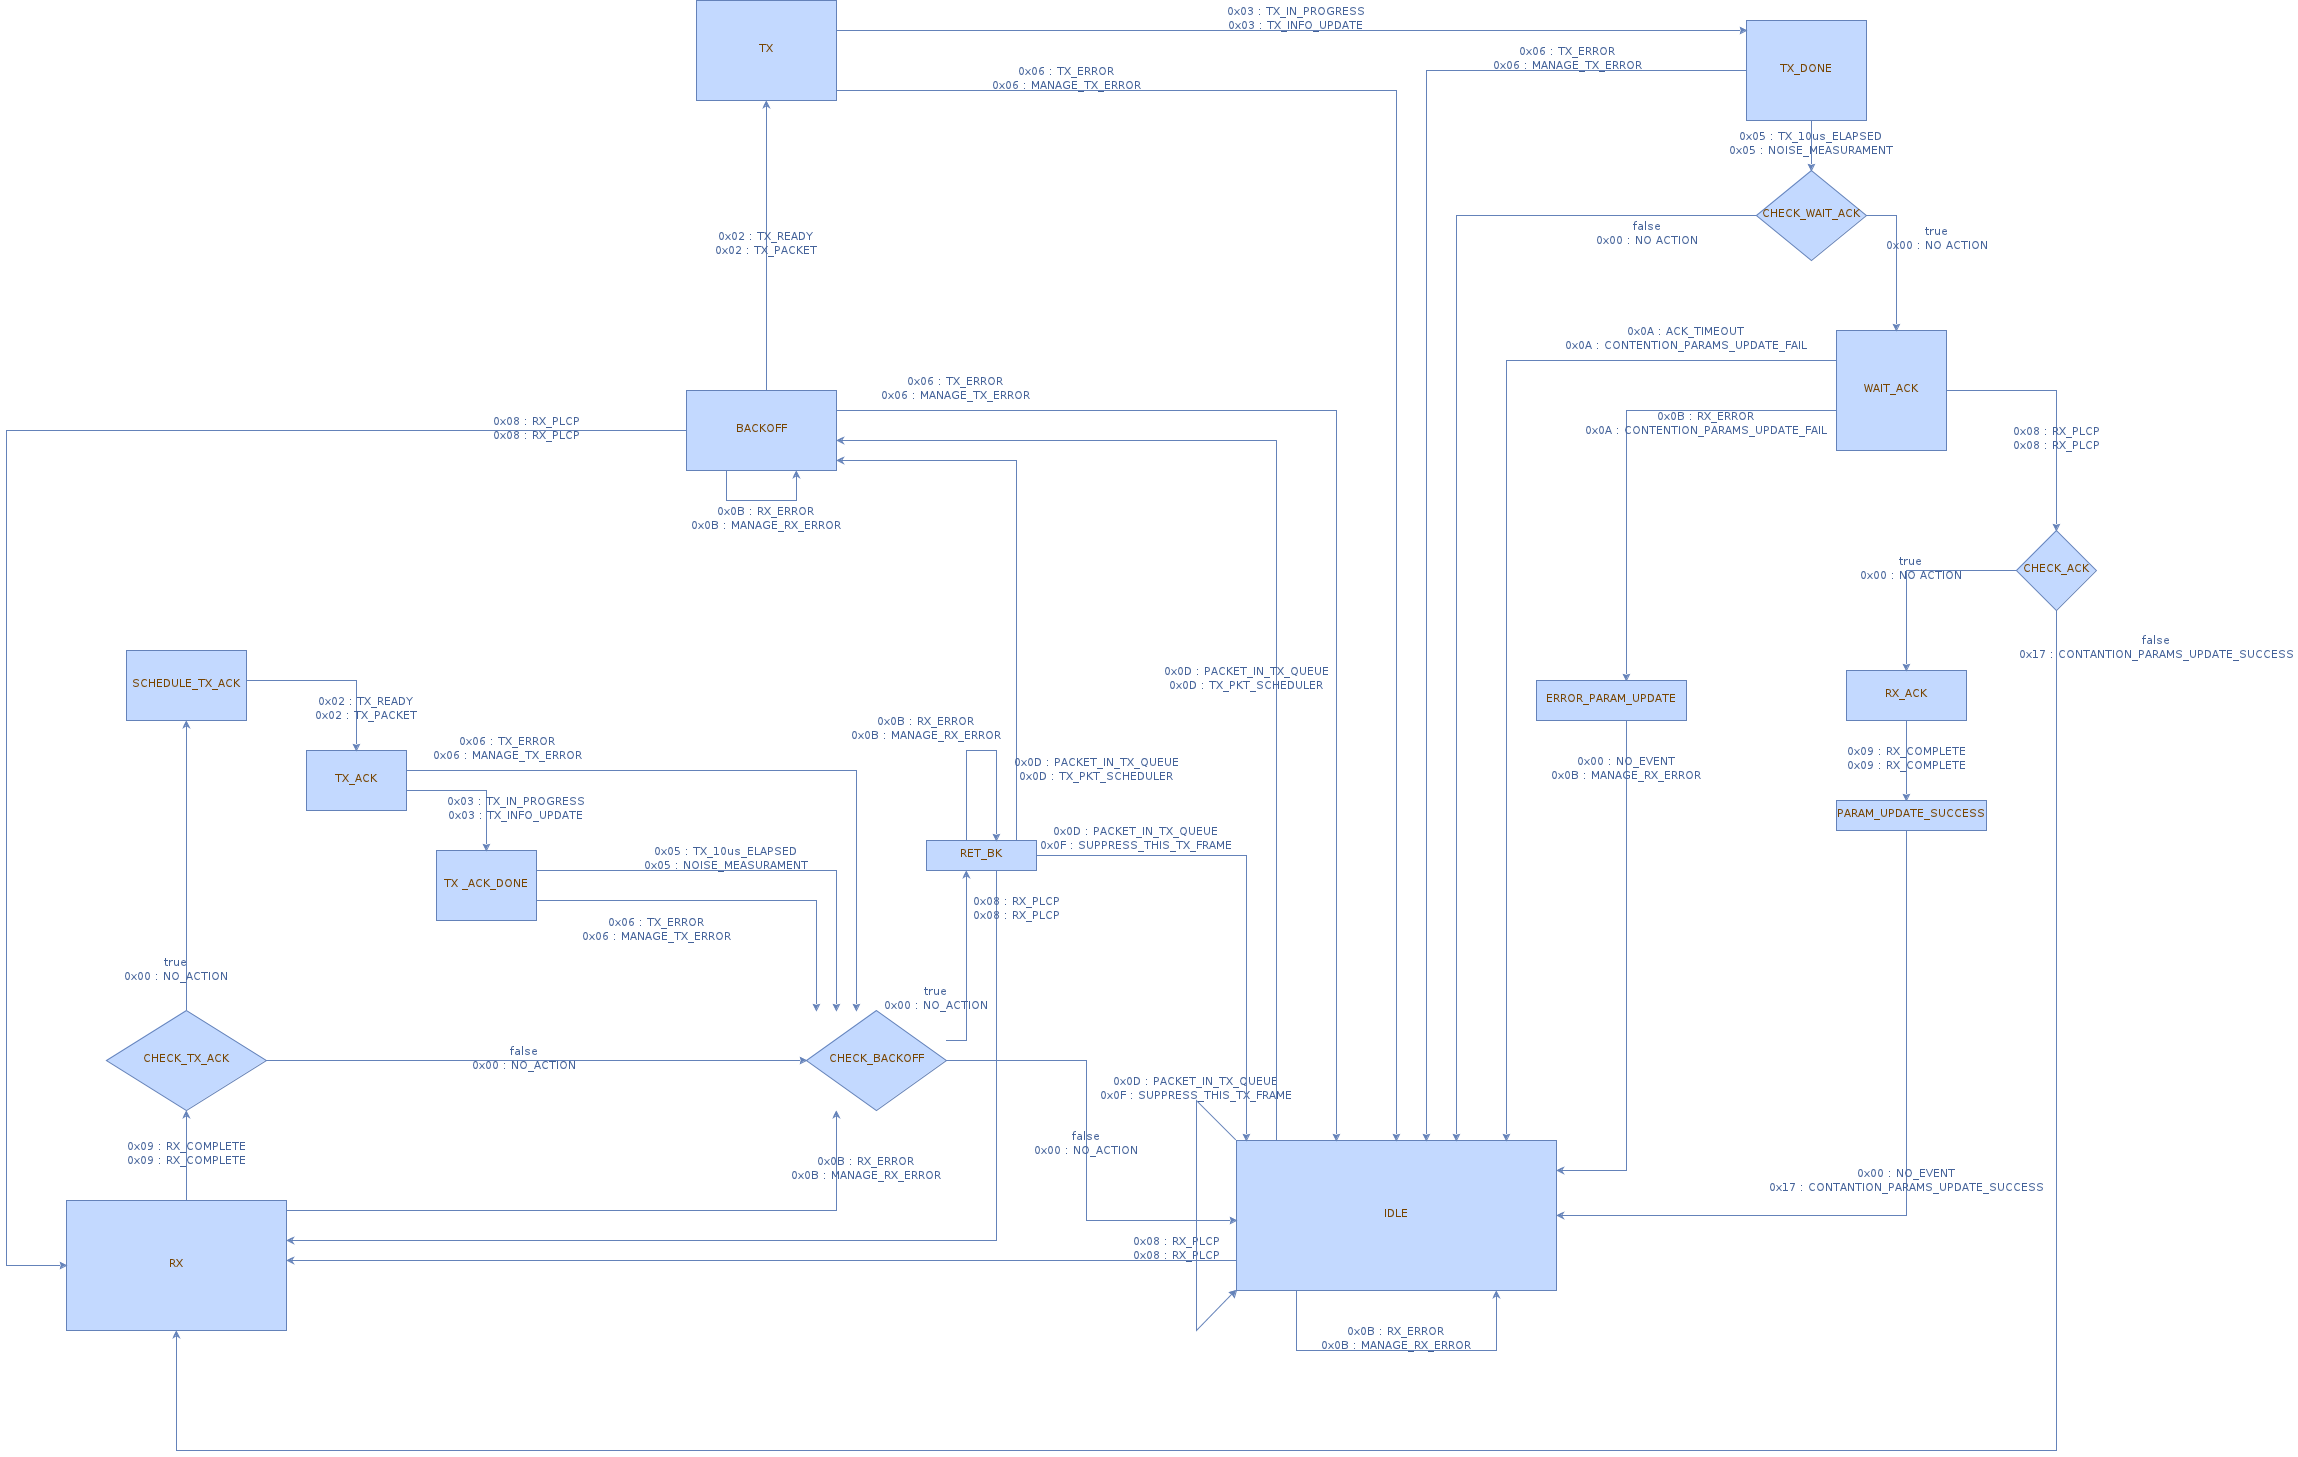 0x03 : TX_IN_PROGRESS
0x03 : TX_INFO_UPDATE
TX
0x06 : TX_ERROR
0x06 : MANAGE_TX_ERROR
TX_DONE
0x06 : TX_ERROR
0x06 : MANAGE_TX_ERROR
0x05 : TX_10us_ELAPSED
0x05 : NOISE_MEASURAMENT
CHECK_WAIT_ACK
false
0x00 : NO ACTION
true
0x00 : NO ACTION
0x02 : TX_READY
0x02 : TX_PACKET
0x0A : ACK_TIMEOUT
0x0A : CONTENTION_PARAMS_UPDATE_FAIL
WAIT_ACK
0x06 : TX_ERROR
0x06 : MANAGE_TX_ERROR
0x08 : RX_PLCP
0x08 : RX_PLCP
BACKOFF
0x0B : RX_ERROR
0x0A : CONTENTION_PARAMS_UPDATE_FAIL
0x08 : RX_PLCP
0x08 : RX_PLCP
0x0B : RX_ERROR
0x0B : MANAGE_RX_ERROR
true
0x00 : NO ACTION
CHECK_ACK
false
0x17 : CONTANTION_PARAMS_UPDATE_SUCCESS
SCHEDULE_TX_ACK
0x0D : PACKET_IN_TX_QUEUE
0x0D : TX_PKT_SCHEDULER
ERROR_PARAM_UPDATE
RX_ACK
0x02 : TX_READY
0x02 : TX_PACKET
0x0B : RX_ERROR
0x0B : MANAGE_RX_ERROR
0x06 : TX_ERROR
0x06 : MANAGE_TX_ERROR
TX_ACK
0x0D : PACKET_IN_TX_QUEUE
0x0D : TX_PKT_SCHEDULER
0x00 : NO_EVENT
0x0B : MANAGE_RX_ERROR
0x09 : RX_COMPLETE
0x09 : RX_COMPLETE
0x03 : TX_IN_PROGRESS
0x03 : TX_INFO_UPDATE
PARAM_UPDATE_SUCCESS
0x0D : PACKET_IN_TX_QUEUE
0x0F : SUPPRESS_THIS_TX_FRAME
RET_BK
0x05 : TX_10us_ELAPSED
0x05 : NOISE_MEASURAMENT
TX _ACK_DONE
0x08 : RX_PLCP
0x08 : RX_PLCP
0x06 : TX_ERROR
0x06 : MANAGE_TX_ERROR
true
0x00 : NO_ACTION
true
0x00 : NO_ACTION
CHECK_TX_ACK
false
0x00 : NO_ACTION
CHECK_BACKOFF
0x0D : PACKET_IN_TX_QUEUE
0x0F : SUPPRESS_THIS_TX_FRAME
false
0x00 : NO_ACTION
0x09 : RX_COMPLETE
0x09 : RX_COMPLETE
0x0B : RX_ERROR
0x0B : MANAGE_RX_ERROR
0x00 : NO_EVENT
0x17 : CONTANTION_PARAMS_UPDATE_SUCCESS
IDLE
RX
0x08 : RX_PLCP
0x08 : RX_PLCP
0x0B : RX_ERROR
0x0B : MANAGE_RX_ERROR